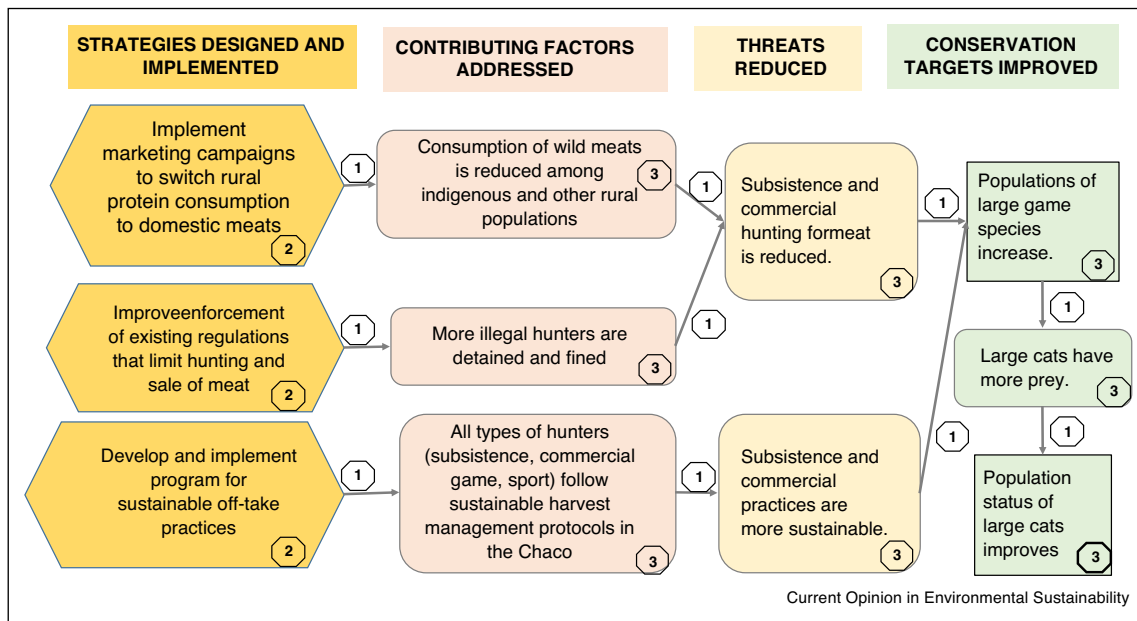 STRATEGIES DESIGNED AND
IMPLEMENTED
CONTRIBUTING FACTORS
ADDRESSED
THREATS
REDUCED
CONSERVATION
TARGETS IMPROVED
Implement
marketing campaigns
to switch rural
protein consumption
to domestic meats
2
1
Consumption of wild meats
is reduced among
indigenous and other rural
populations
3
1
Subsistence and
commercial
hunting formeat
is reduced.
3
1
Populations of
large game
species
increase.
3
Improveenforcement
of existing regulations
that limit hunting and
sale of meat
2
1
More illegal hunters are
detained and fined
3
1
1
Large cats have
more prey.
3
Develop and implement
program for
sustainable off-take
practices
2
1
All types of hunters
(subsistence, commercial
game, sport) follow
sustainable harvest
management protocols in
the Chaco
3
1
Subsistence and
commercial
practices are
more sustainable.
3
1
1
Population
status of
large cats
improves
3
Current Opinion in Environmental Sustainability